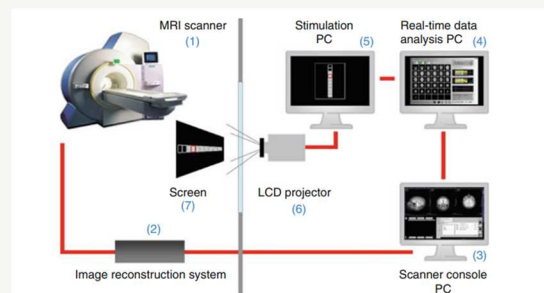 MRI scanner
(1)
Stimulation
PC
(5)
Real-time data
analysis PC (4)
Screen
(7)
LCD projector
(6)
(2)
Image reconstruction system
(3)
Scanner console
PC